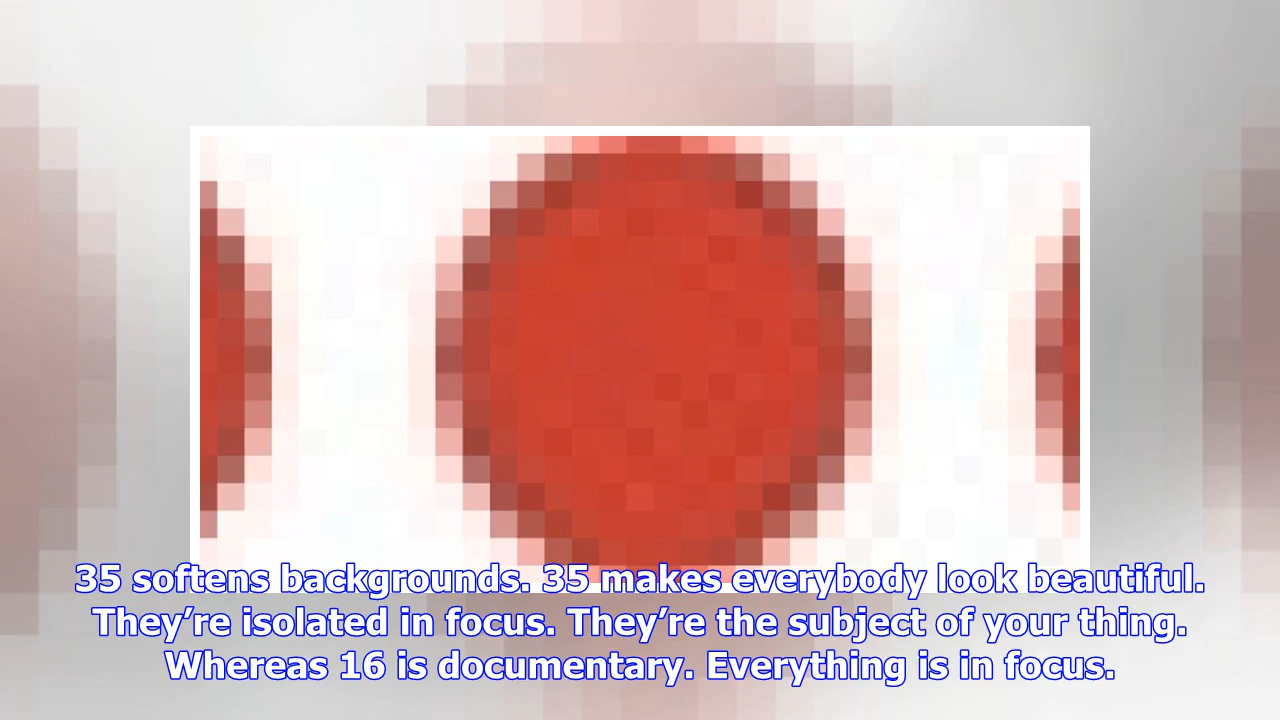 35 softens backgrounds. 35 makes everybody look beautiful.
They’re isolated in focus. They’re the subject of your thing.
Whereas 16 is documentary. Everything is in focus.